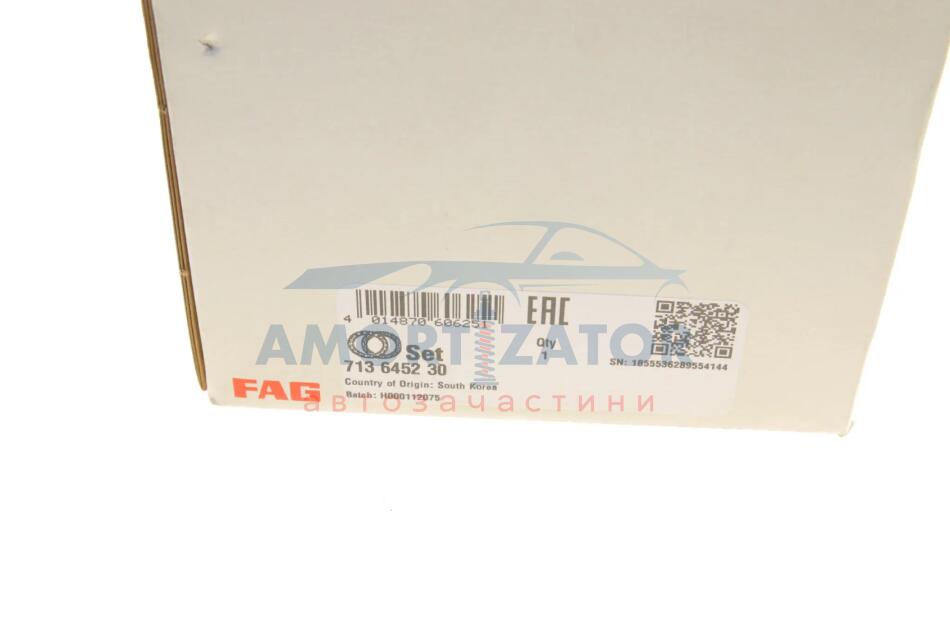 4 014870 606251
EAC
Qty
1
Set
713 6452 30
SN: 1855536289554144
Country of Origin: South Korea
Batch: H000112075
FAG
AMORTIZATOR
автозачастини